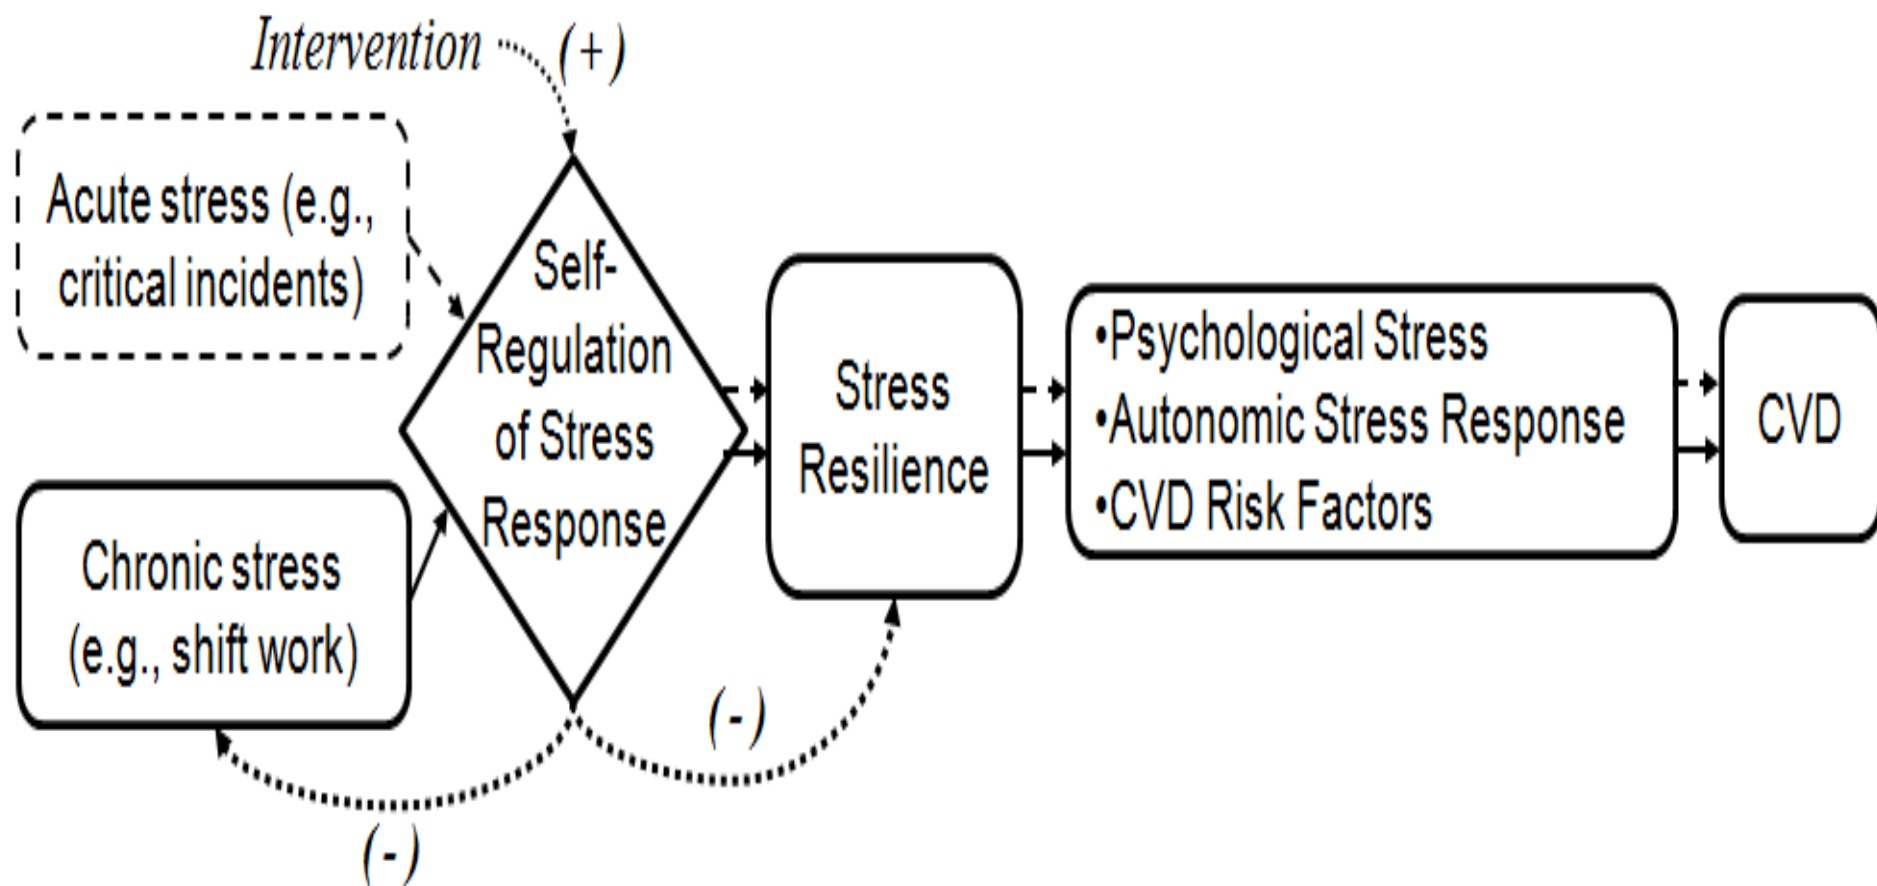 Intervention
(+)
Acute stress (e.g.,
critical incidents)
Self-
Regulation
of Stress
Response
Chronic stress
(e.g., shift work)
Stress
Resilience
•Psychological Stress
•Autonomic Stress Response
•CVD Risk Factors
CVD
(-)
(-)